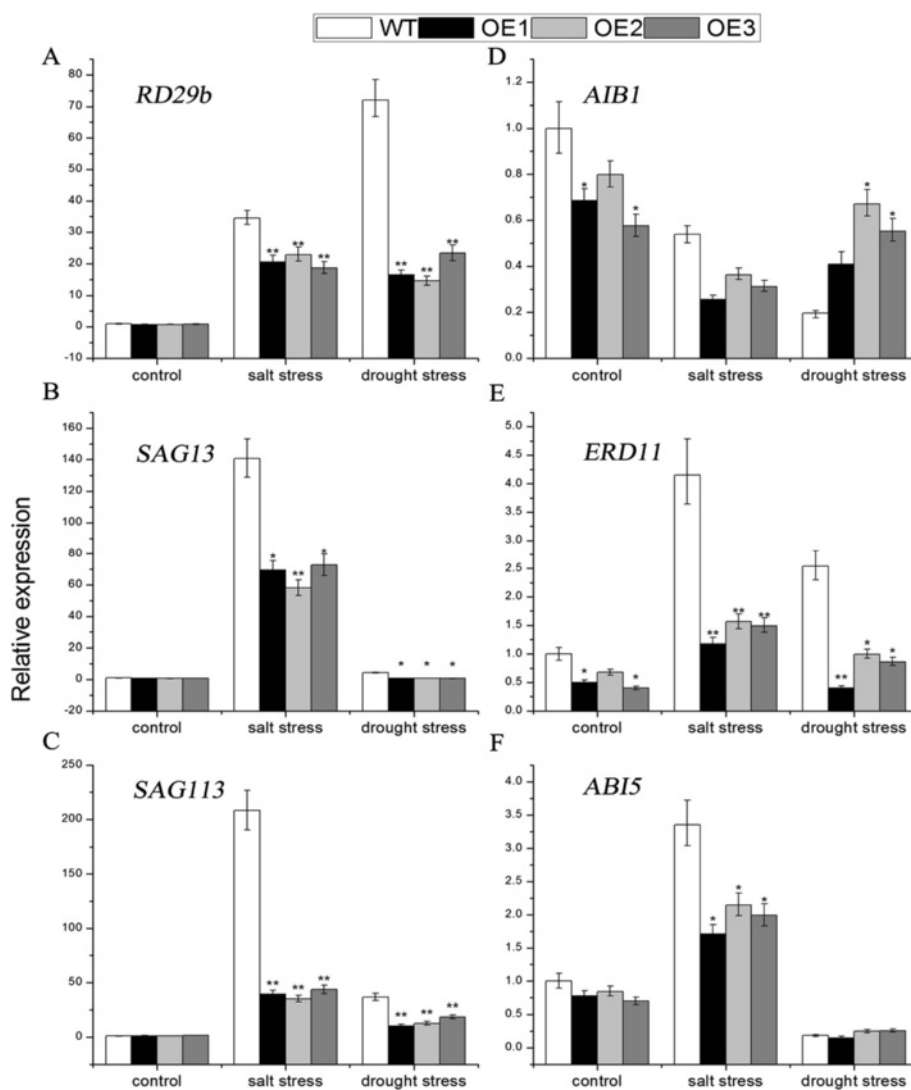 WT OE1 OE2 OE3
A
RD29b
80
70
60
50
40
30
20
10
0
-10
control salt stress drought stress
** ** **
** ** **
D
AIB1
1.2
1.0
0.8
0.6
0.4
0.2
0.0
control salt stress drought stress
* *
* *
Relative expression
B
SAG13
160
140
120
100
80
60
40
20
0
-20
control salt stress drought stress
* ** *
* * *
E
ERD11
5.0
4.5
4.0
3.5
3.0
2.5
2.0
1.5
1.0
0.5
0.0
control salt stress drought stress
* *
** ** **
** * *
C
SAG113
250
200
150
100
50
0
control salt stress drought stress
** ** **
** ** **
F
ABI5
4.0
3.5
3.0
2.5
2.0
1.5
1.0
0.5
0.0
control salt stress drought stress
* * *